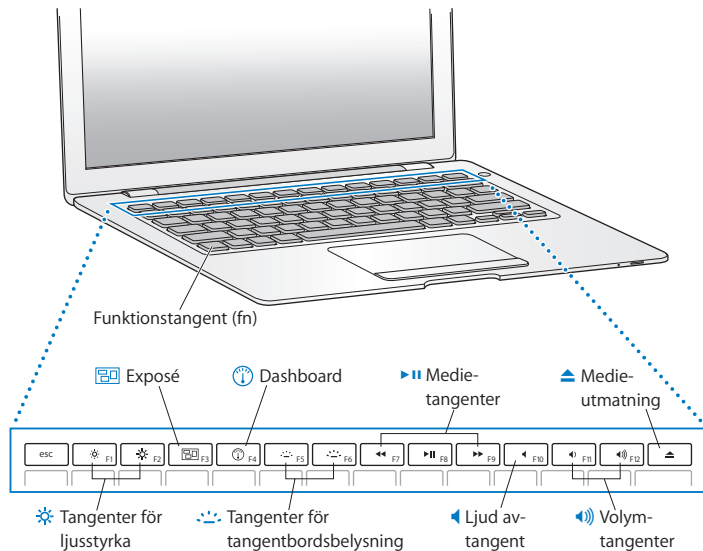 Funktionstangent (fn)
Exposé
Dashboard
Medie-
tangenter
Medie-
utmatning
esc F1 F2 F3 F4 F5 F6 F7 F8 F9 F10 F11 F12
Tangenter för
ljusstyrka
Tangenter för
tangentbordsbelysning
Ljud av-
tangent
Volym-
tangenter